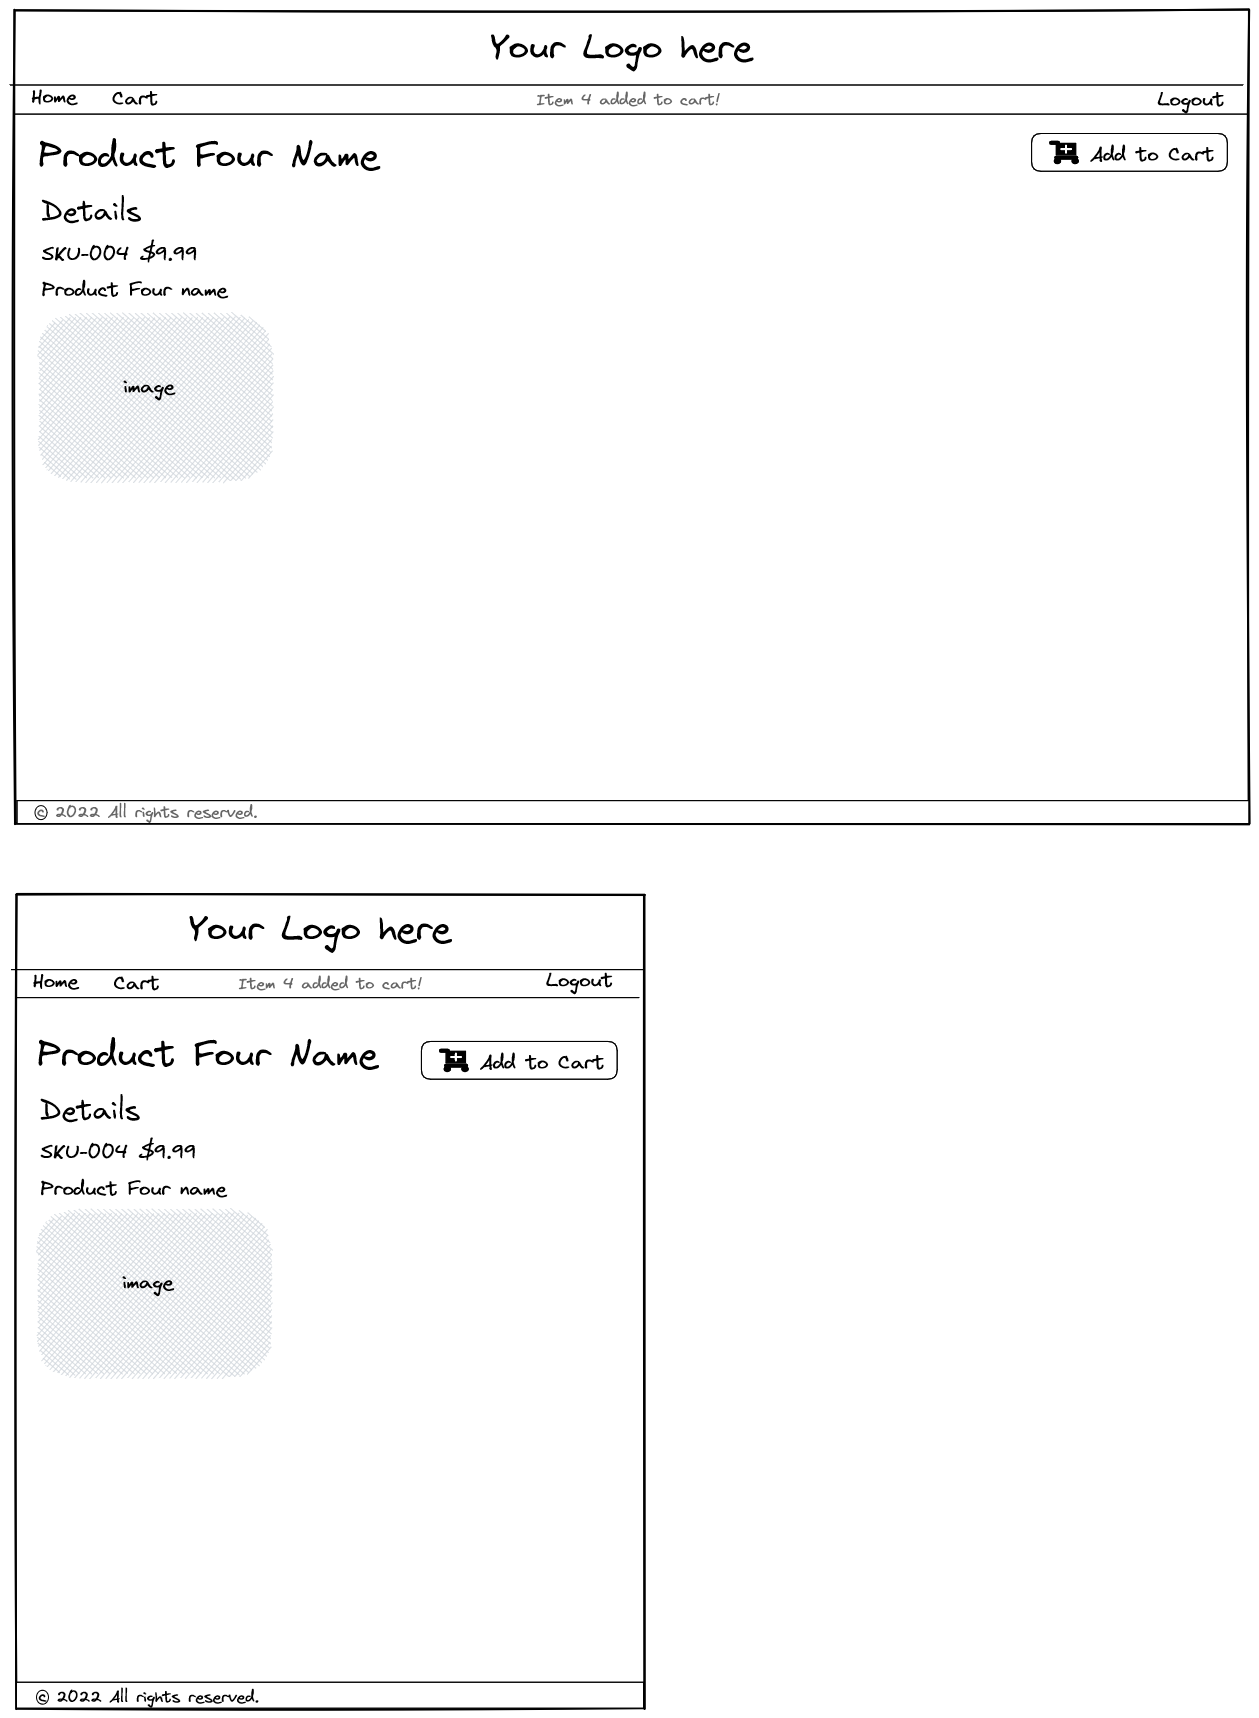 Your Logo here
Home Cart Item 4 added to cart! Logout
Product Four Name Add to Cart
Details
SKU-004 $9.99
Product Four name
image
© 2022 All rights reserved.
Your Logo here
Home Cart Item 4 added to cart! Logout
Product Four Name Add to Cart
Details
SKU-004 $9.99
Product Four name
image
© 2022 All rights reserved.